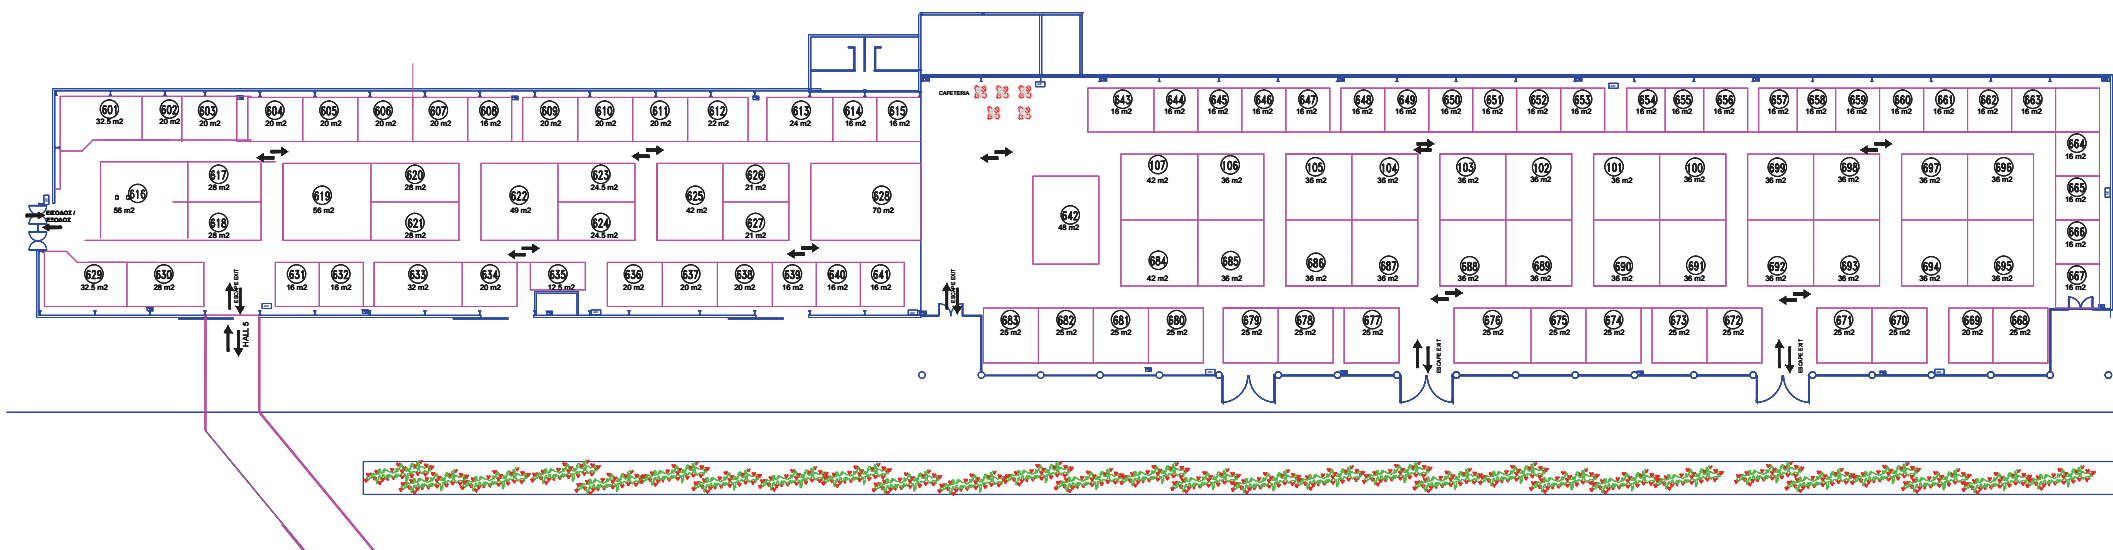 601
32.5 m2
602
20 m2
603
20 m2
604
20 m2
605
20 m2
606
20 m2
607
20 m2
608
16 m2
609
20 m2
610
20 m2
611
20 m2
612
22 m2
613
24 m2
614
16 m2
615
16 m2
CAFETERIA
643
16 m2
644
16 m2
645
16 m2
646
16 m2
647
16 m2
648
16 m2
649
16 m2
650
16 m2
651
16 m2
652
16 m2
653
16 m2
654
16 m2
655
16 m2
656
16 m2
657
16 m2
658
16 m2
659
16 m2
660
16 m2
661
16 m2
662
16 m2
663
16 m2
664
16 m2
665
16 m2
666
16 m2
667
16 m2
616
56 m2
617
28 m2
618
28 m2
619
56 m2
620
28 m2
621
28 m2
622
49 m2
623
24.5 m2
624
24.5 m2
625
42 m2
626
21 m2
627
21 m2
628
70 m2
642
48 m2
107
42 m2
106
36 m2
105
36 m2
104
36 m2
103
36 m2
102
36 m2
101
36 m2
100
36 m2
699
36 m2
698
36 m2
697
36 m2
696
36 m2
684
42 m2
685
36 m2
686
36 m2
687
36 m2
688
36 m2
689
36 m2
690
36 m2
691
36 m2
692
36 m2
693
36 m2
694
36 m2
695
36 m2
ΕΙΣΟΔΟΣ /
ΕΞΟΔΟΣ
629
32.5 m2
630
28 m2
ESCAPE EXIT
631
16 m2
632
16 m2
633
32 m2
634
20 m2
635
12.5 m2
636
20 m2
637
20 m2
638
20 m2
639
16 m2
640
16 m2
641
16 m2
ESCAPE EXIT
HALL 5
683
25 m2
682
25 m2
681
25 m2
680
25 m2
679
25 m2
678
25 m2
677
25 m2
ESCAPE EXIT
676
25 m2
675
25 m2
674
25 m2
673
25 m2
672
25 m2
ESCAPE EXIT
671
25 m2
670
25 m2
669
20 m2
668
25 m2